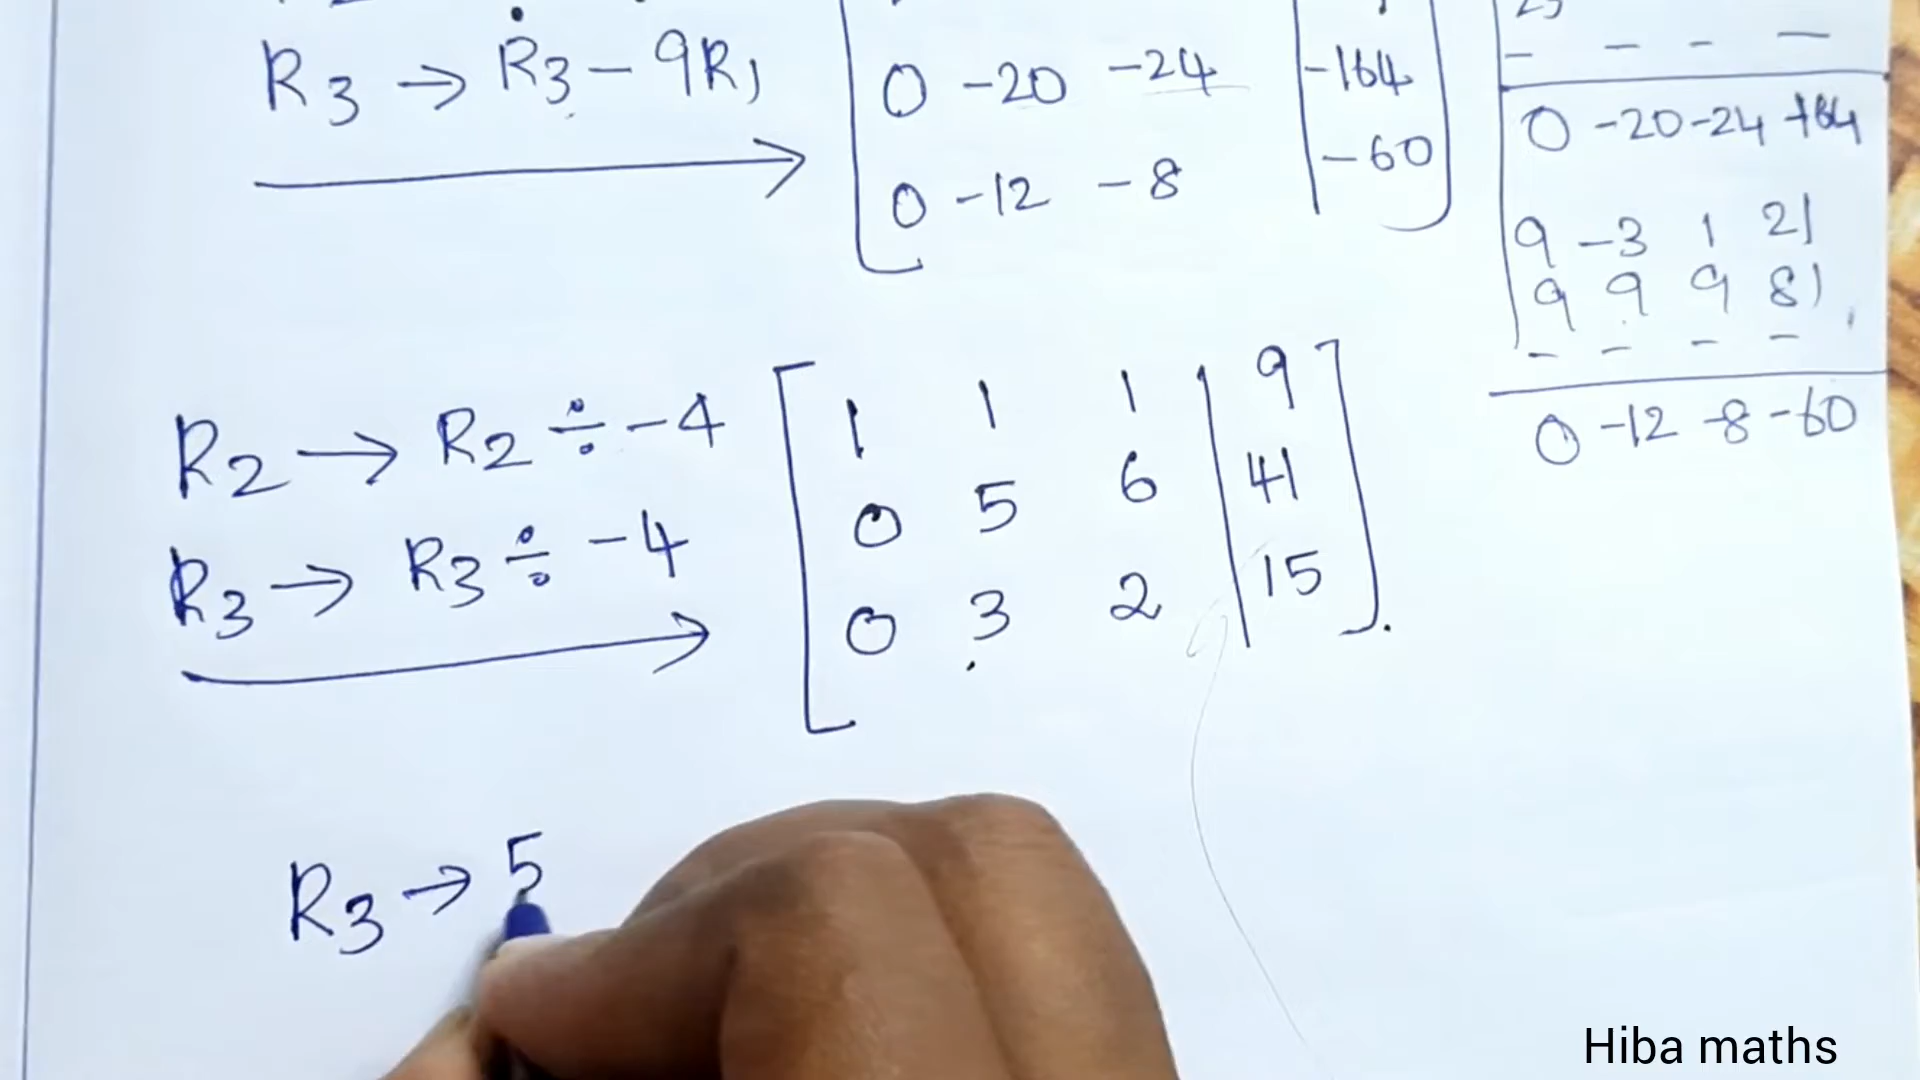 R3 → R3 - 9R1
0 -20 -24 | -164
0 -12 -8 | -60
25
- - - -
0 -20 -24 +64
9 -3 1 21
9 9 9 81
- - - -
0 -12 -8 -60
R2 → R2 ÷ -4
R3 → R3 ÷ -4
1 1 1 | 9
0 5 6 | 41
0 3 2 | 15
R3 → 5
Hiba maths